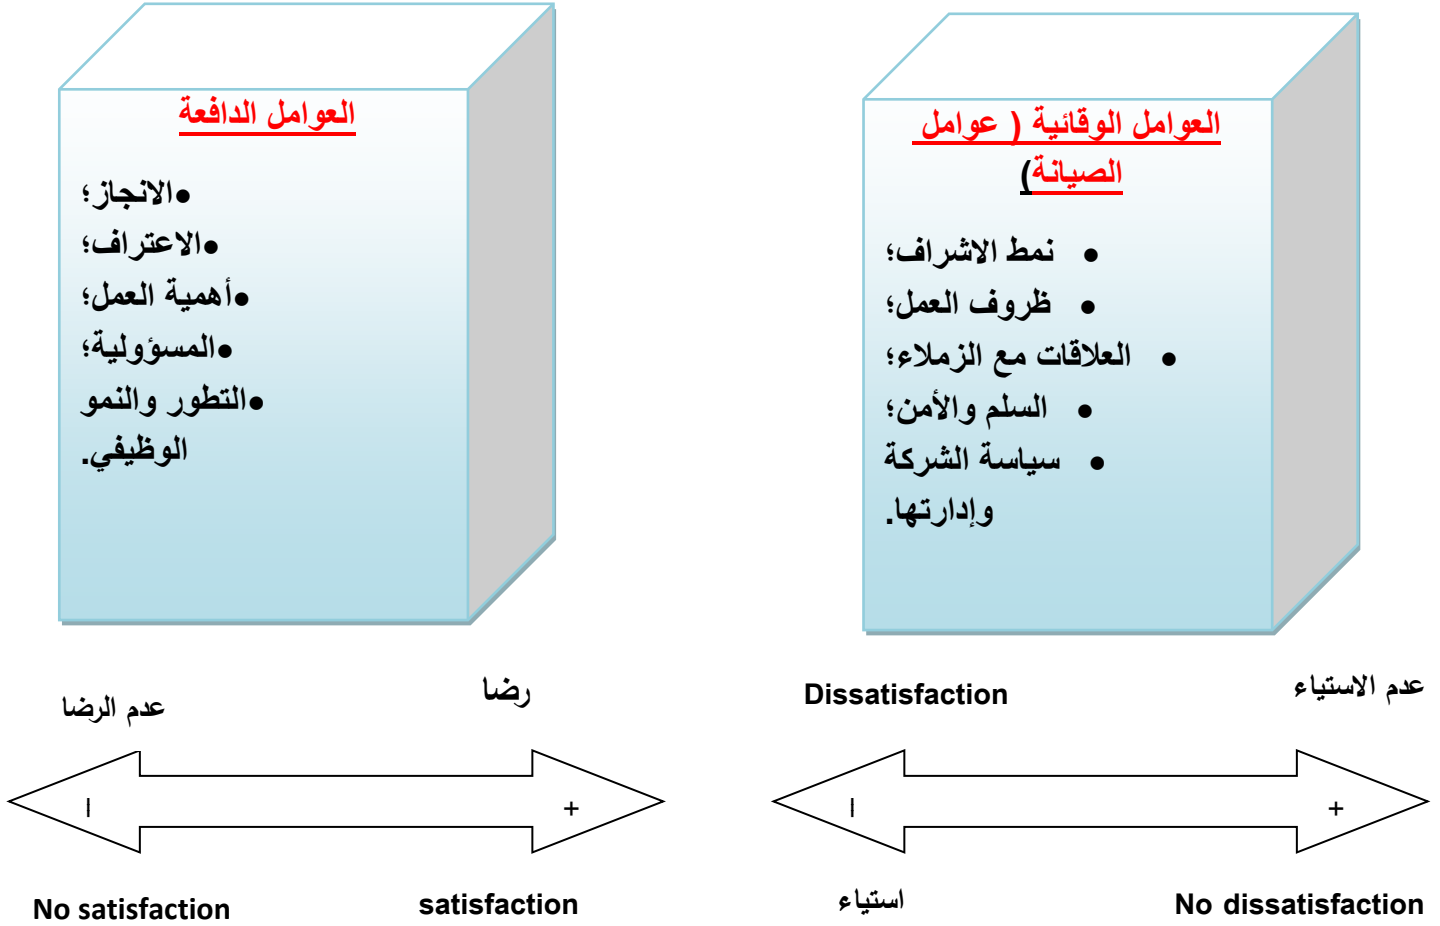 العوامل الدافعة
•الانجاز؛
•الاعتراف؛
•أهمية العمل؛
•المسؤولية؛
•التطور والنمو
الوظيفي.
العوامل الوقائية ( عوامل
الصيانة)
• نمط الاشراف؛
• ظروف العمل؛
• العلاقات مع الزملاء؛
• السلم والأمن؛
• سياسة الشركة
وإدارتها.
عدم الرضا
رضا
ا
+
No satisfaction
satisfaction
Dissatisfaction
عدم الاستياء
ا
+
استياء
No dissatisfaction